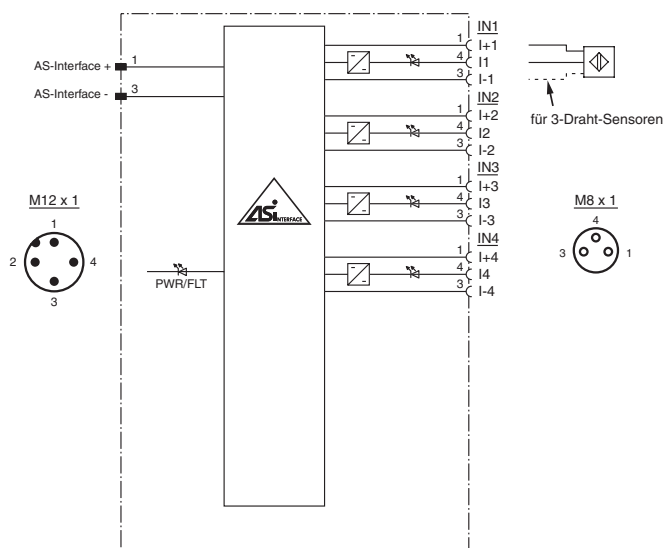 IN1
1 I+1
4 I1
3 I-1
AS-Interface + 1
AS-Interface - 3
für 3-Draht-Sensoren
IN2
1 I+2
4 I2
3 I-2
IN3
1 I+3
4 I3
3 I-3
IN4
1 I+4
4 I4
3 I-4
ASi INTERFACE
PWR/FLT
M12 x 1
1
2 4
3
M8 x 1
4
3 1